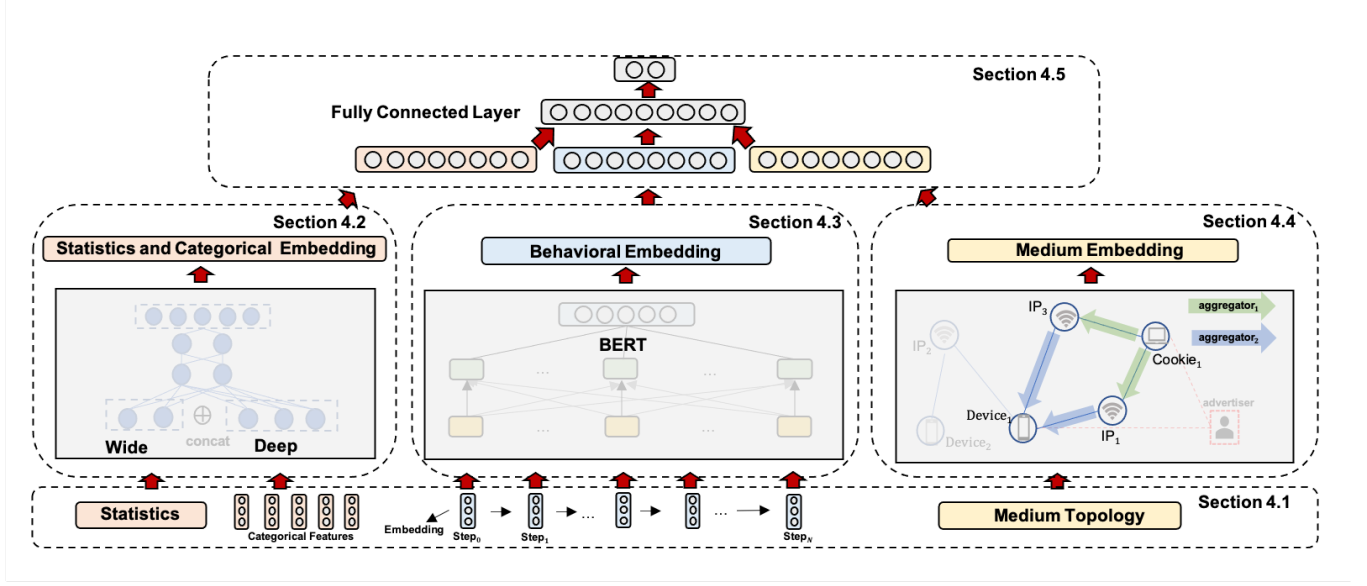 Section 4.5
Fully Connected Layer
Section 4.2
Statistics and Categorical Embedding
Wide
concat
Deep
Section 4.3
Behavioral Embedding
BERT
...
...
...
...
Section 4.4
Medium Embedding
IP3
aggregator1
aggregator2
IP2
Cookie1
Device1
advertiser
IP1
Device2
Section 4.1
Statistics
Categorical Features
Embedding
Step0
Step1
...
...
StepN
Medium Topology